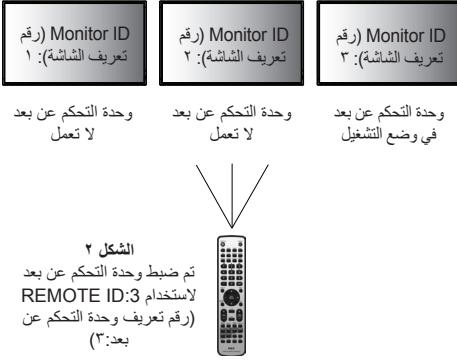 Monitor ID (رقم
تعريف الشاشة): ٣
Monitor ID (رقم
تعريف الشاشة): ٢
Monitor ID (رقم
تعريف الشاشة): ١
وحدة التحكم عن بعد
في وضع التشغيل
وحدة التحكم عن بعد
لا تعمل
وحدة التحكم عن بعد
لا تعمل
الشكل ٢
تم ضبط وحدة التحكم عن بعد
لاستخدام REMOTE ID:3
(رقم تعريف وحدة التحكم عن
بعد:٣)